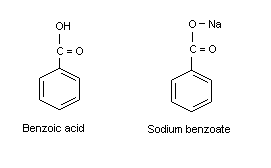 OH
C = O
Benzoic acid
O – Na
C = O
Sodium benzoate